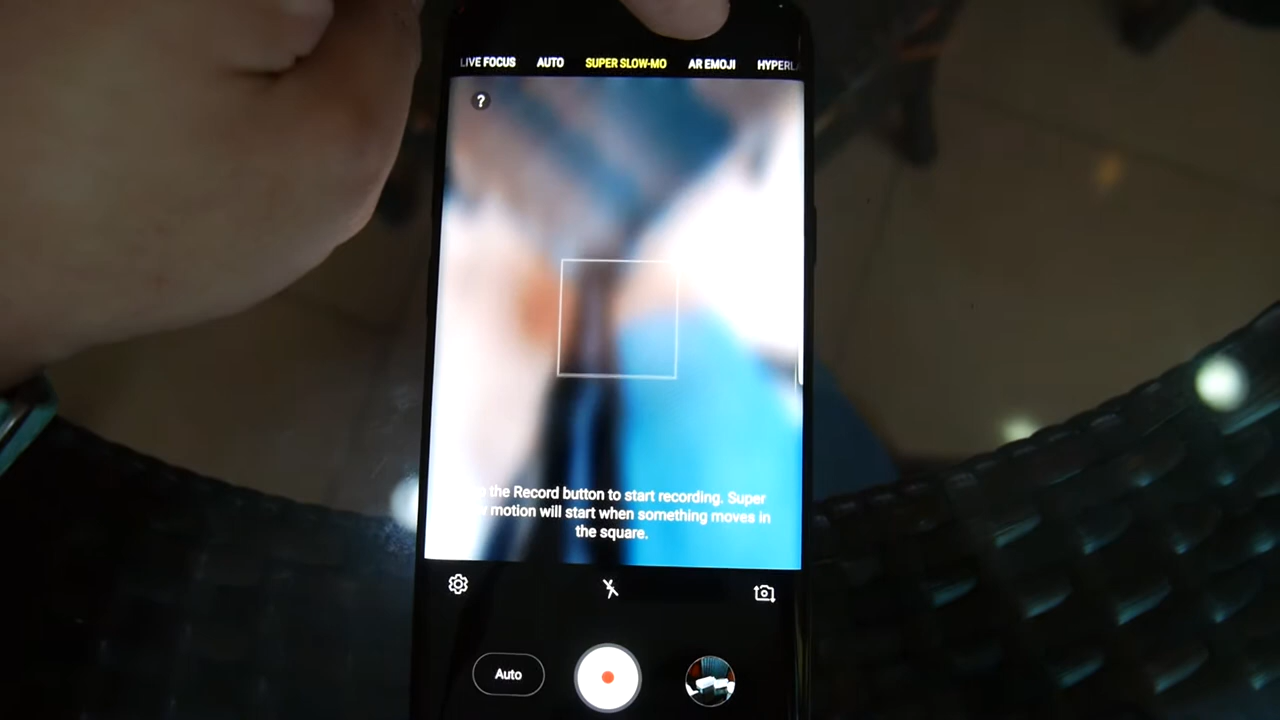 LIVE FOCUS AUTO SUPER SLOW-MO AR EMOJI HYPERL
?
the Record button to start recording. Super
motion will start when something moves in
the square.
Auto